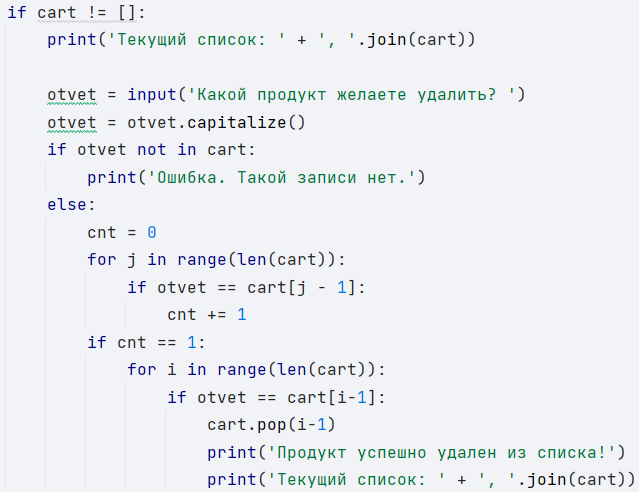 if cart != []:
    print('Текущий список: ' + ', '.join(cart))
    otvet = input('Какой продукт желаете удалить? ')
    otvet = otvet.capitalize()
    if otvet not in cart:
        print('Ошибка. Такой записи нет.')
    else:
        cnt = 0
        for j in range(len(cart)):
            if otvet == cart[j - 1]:
                cnt += 1
        if cnt == 1:
            for i in range(len(cart)):
                if otvet == cart[i-1]:
                    cart.pop(i-1)
                    print('Продукт успешно удален из списка!')
                    print('Текущий список: ' + ', '.join(cart))